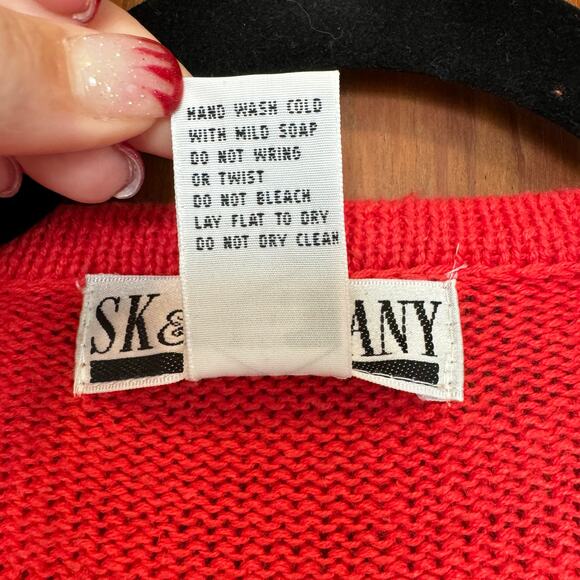 HAND WASH COLD
WITH MILD SOAP
DO NOT WRING
OR TWIST
DO NOT BLEACH
LAY FLAT TO DRY
DO NOT DRY CLEAN
SK& ANY